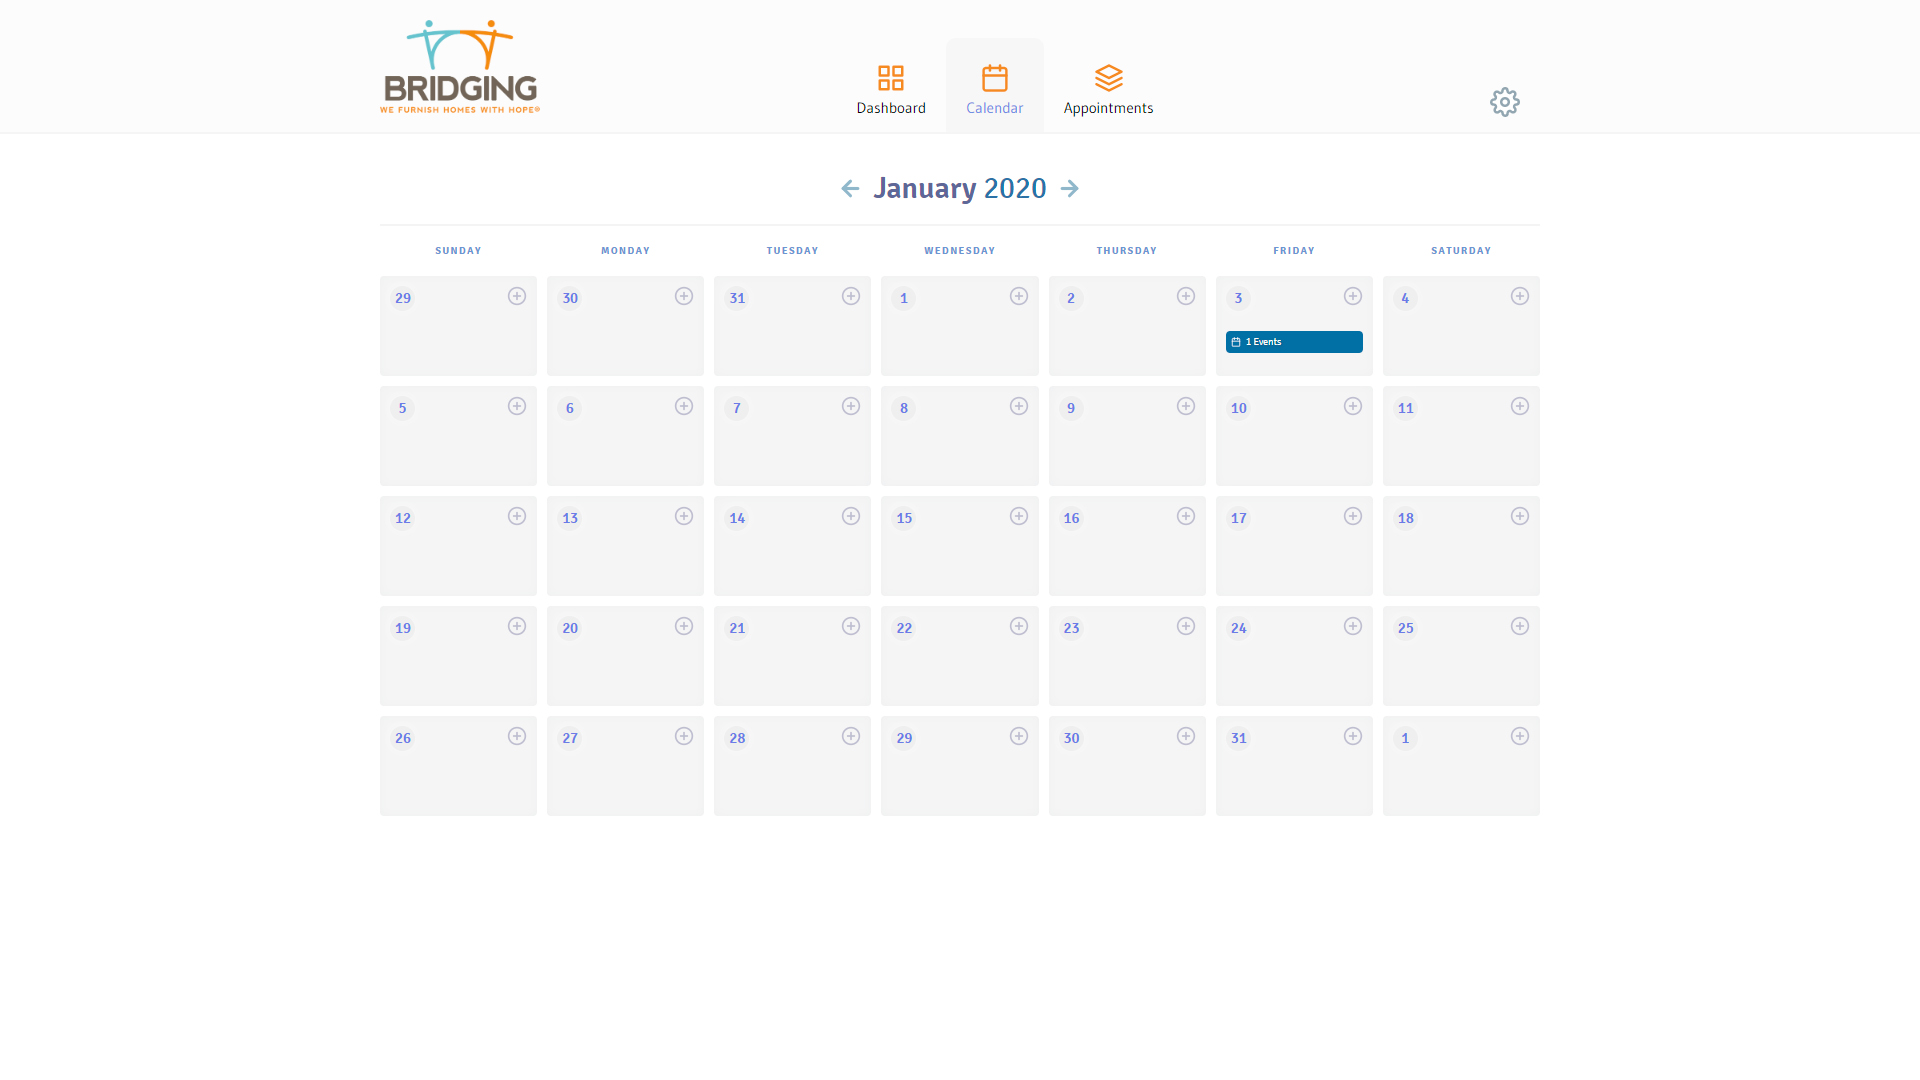 BRIDGING
WE FURNISH HOMES WITH HOPE®
Dashboard
Calendar
Appointments
January 2020
SUNDAY MONDAY TUESDAY WEDNESDAY THURSDAY FRIDAY SATURDAY
29 30 31 1 2 3 4
1 Events
5 6 7 8 9 10 11
12 13 14 15 16 17 18
19 20 21 22 23 24 25
26 27 28 29 30 31 1